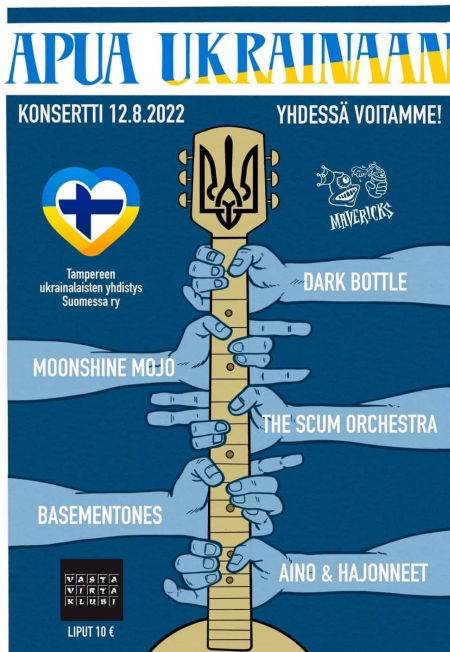 APUA UKRAINAAN
KONSERTTI 12.8.2022
YHDESSÄ VOITAMME!
MAVERICKS
Tampereen
ukrainalaisten yhdistys
Suomessa ry
DARK BOTTLE
MOONSHINE MOJO
THE SCUM ORCHESTRA
BASEMENTONES
AINO & HAJONNEET
VASTA
VIRTA
KLUBI
LIPUT 10 €